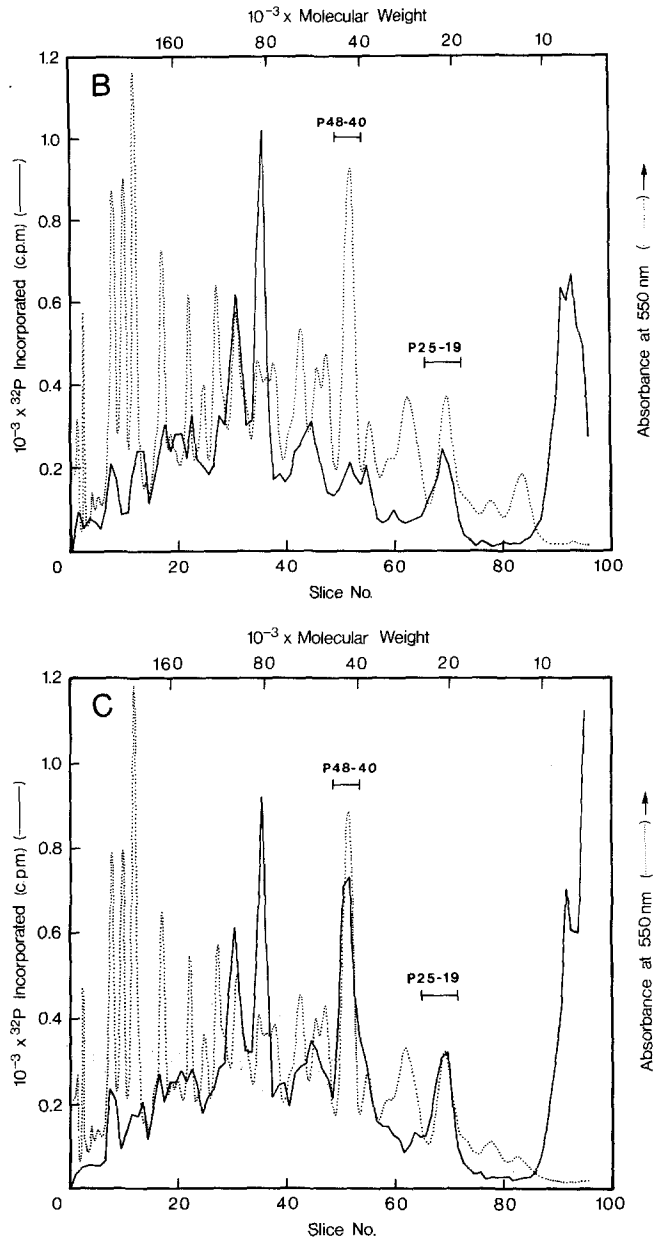 10⁻³ x Molecular Weight
160 80 40 20 10
1.2
1.0
0.8
0.6
0.4
0.2
B
P48-40
P25-19
10⁻³ x ³²P Incorporated (c.p.m) (———)
Absorbance at 550 nm (........) →
0 20 40 60 80 100
Slice No.
10⁻³ x Molecular Weight
160 80 40 20 10
1.2
1.0
0.8
0.6
0.4
0.2
0
C
P48-40
P25-19
10⁻³ x ³²P Incorporated (c.p.m) (———)
Absorbance at 550 nm (........) →
0 20 40 60 80 100
Slice No.